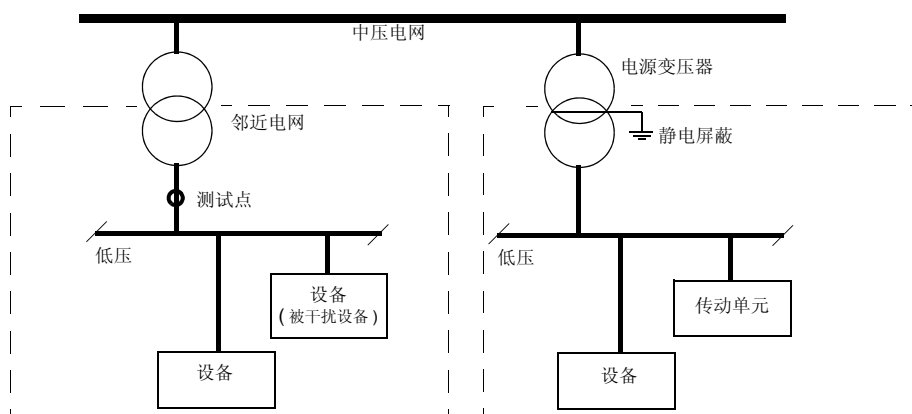 中压电网
电源变压器
邻近电网
静电屏蔽
测试点
低压
低压
设备
(被干扰设备)
传动单元
设备
设备